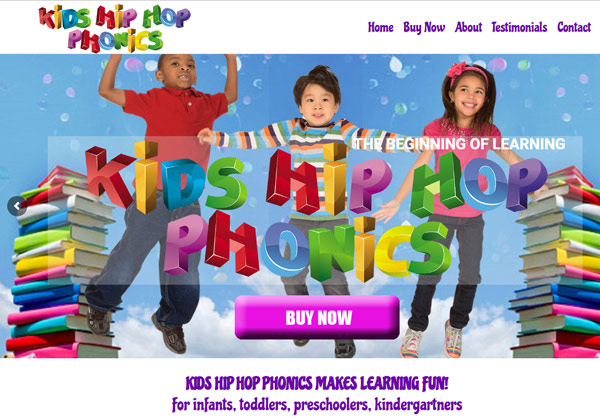 KiDS HiP HOP
PHONiCS
Home Buy Now About Testimonials Contact
THE BEGINNING OF LEARNING
KiDS HiP HOP
PHONiCS
BUY NOW
KIDS HIP HOP PHONICS MAKES LEARNING FUN!
for infants, toddlers, preschoolers, kindergartners